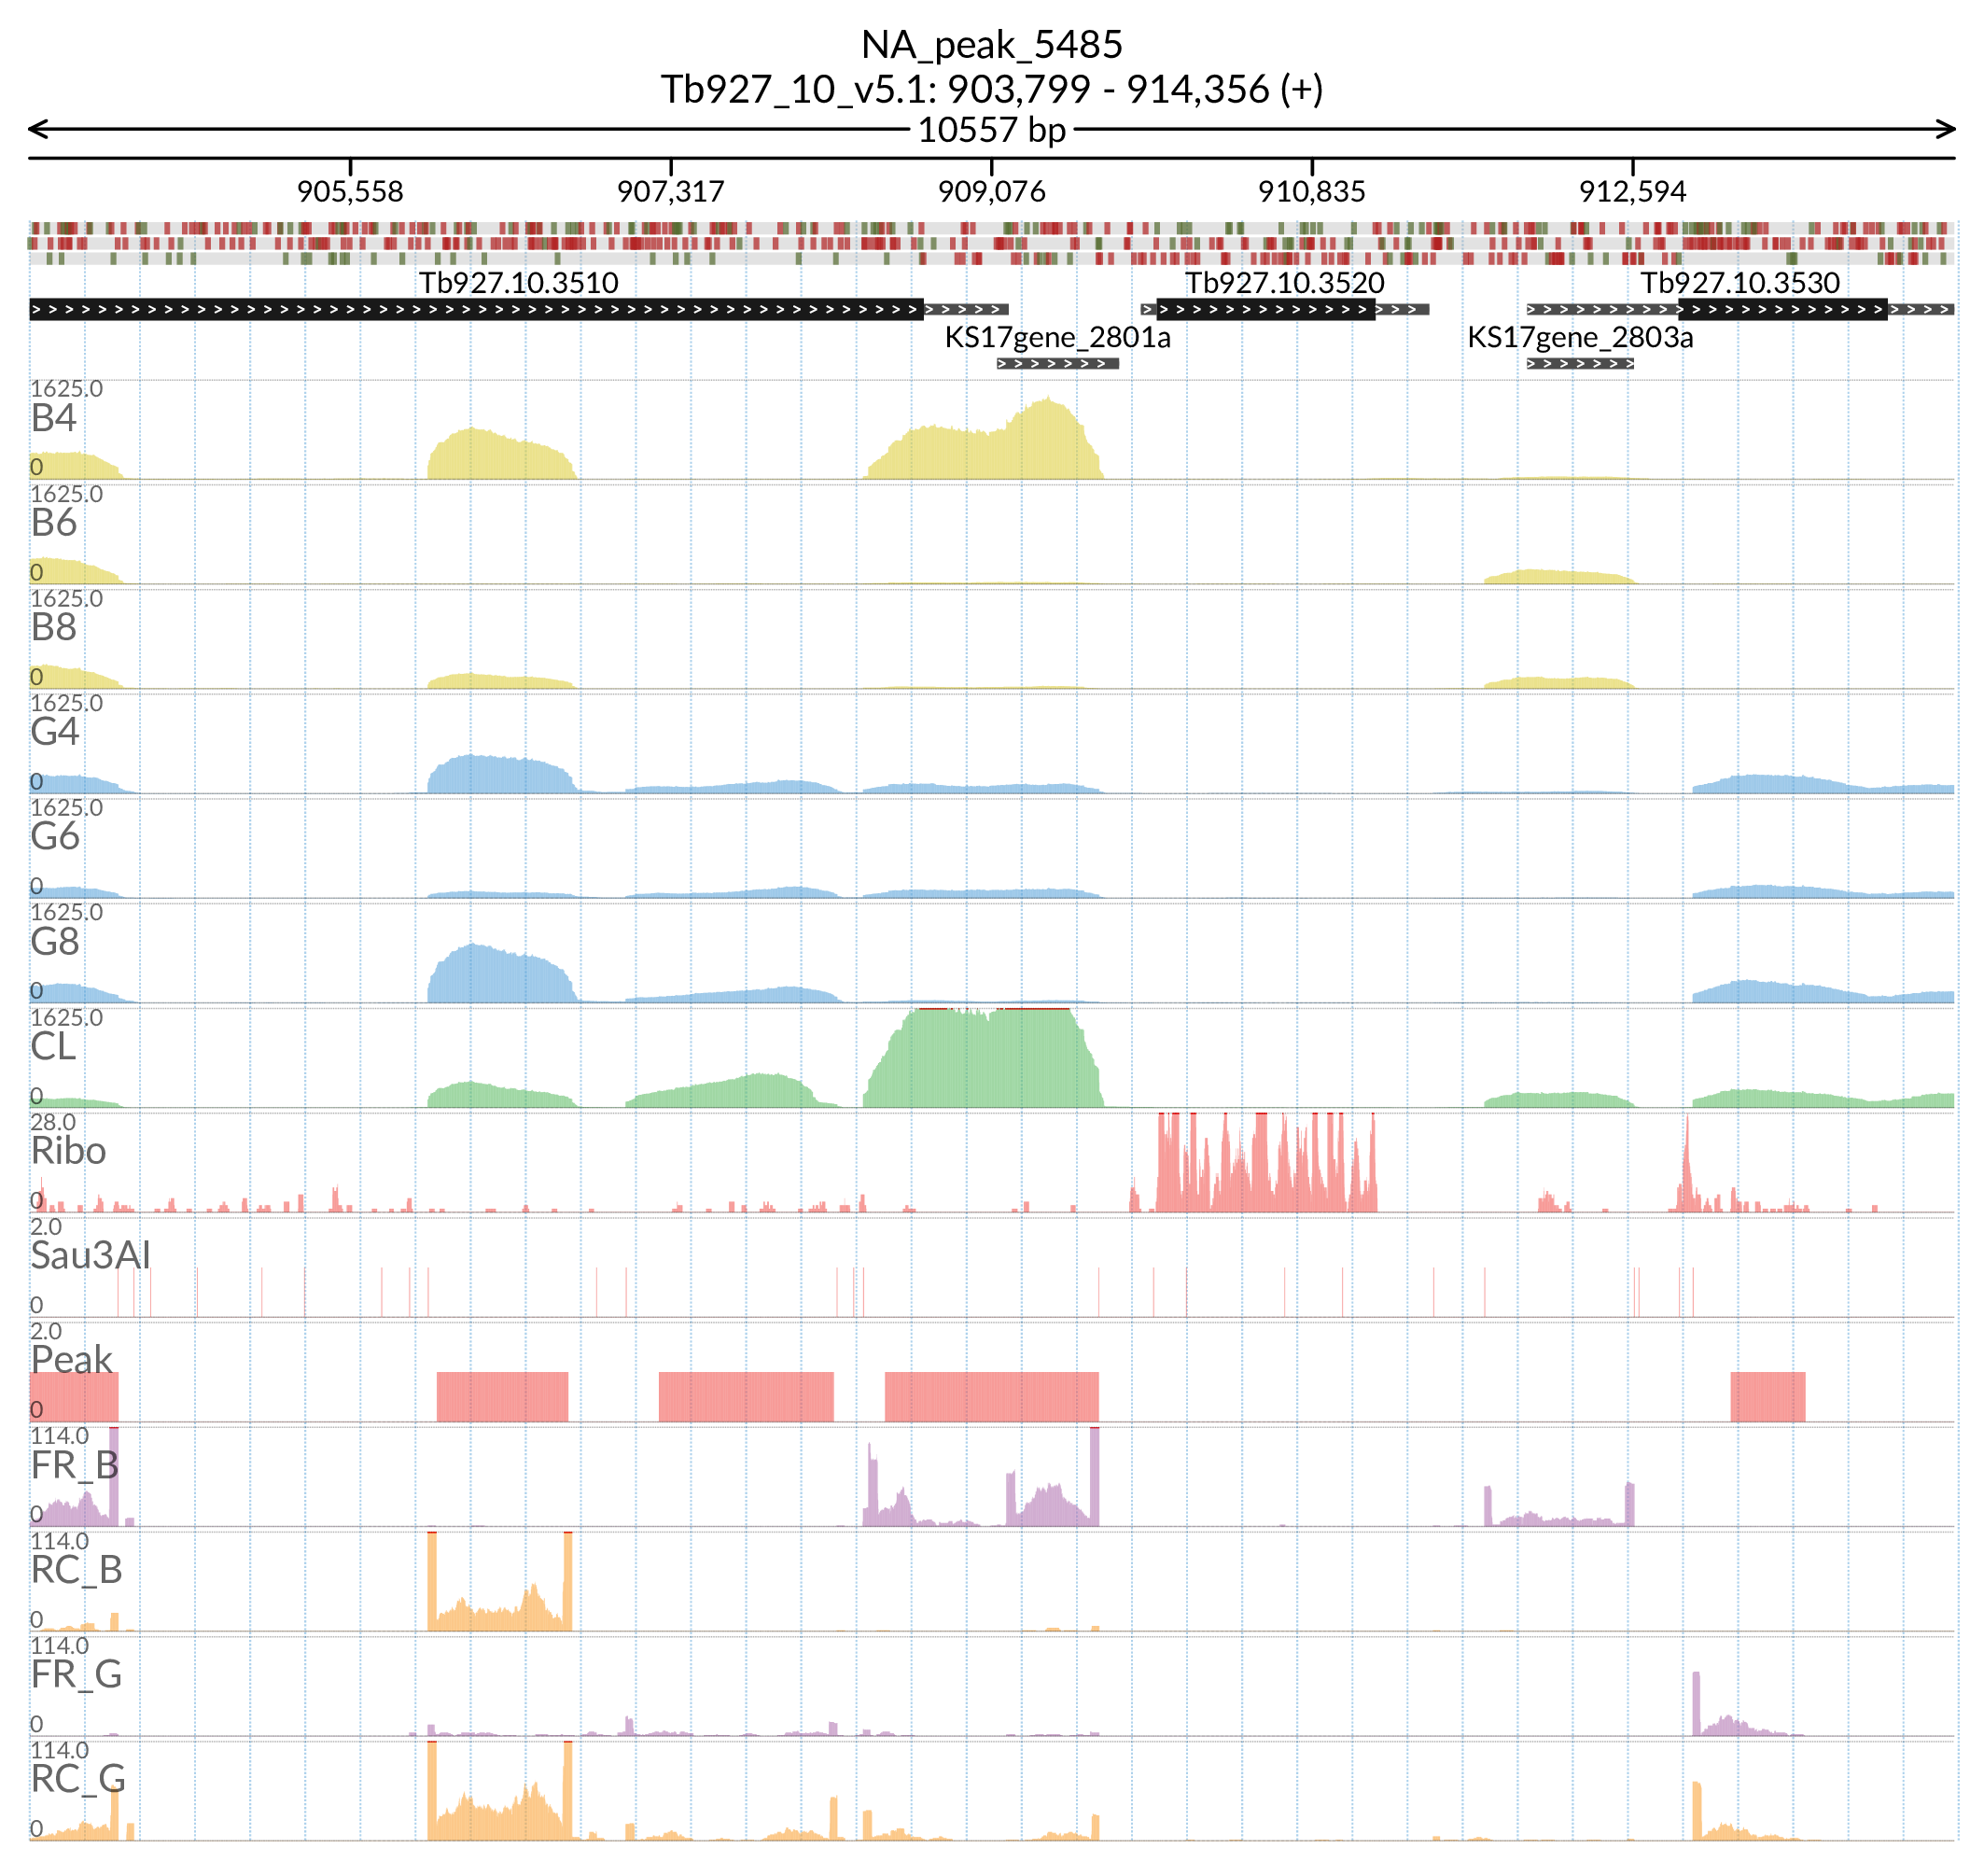 NA_peak_5485
Tb927_10_v5.1: 903,799 - 914,356 (+)
10557 bp
905,558 907,317 909,076 910,835 912,594
Tb927.10.3510 Tb927.10.3520 Tb927.10.3530
KS17gene_2801a KS17gene_2803a
1625.0
B4
0
1625.0
B6
0
1625.0
B8
0
1625.0
G4
0
1625.0
G6
0
1625.0
G8
0
1625.0
CL
0
28.0
Ribo
0
2.0
Sau3AI
0
2.0
Peak
0
114.0
FR_B
0
114.0
RC_B
0
114.0
FR_G
0
114.0
RC_G
0